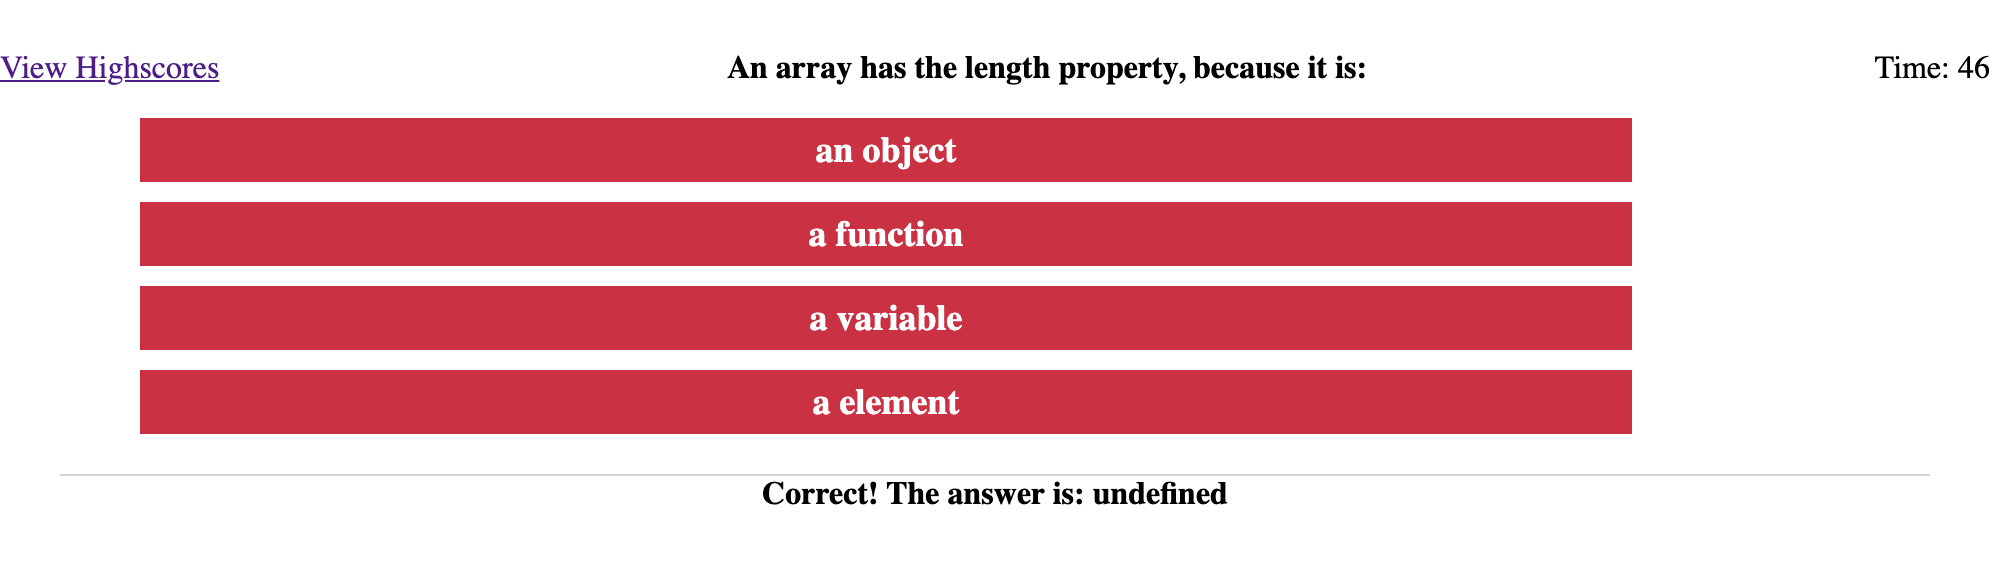 View Highscores
An array has the length property, because it is:
Time: 46
an object
a function
a variable
a element
Correct! The answer is: undefined